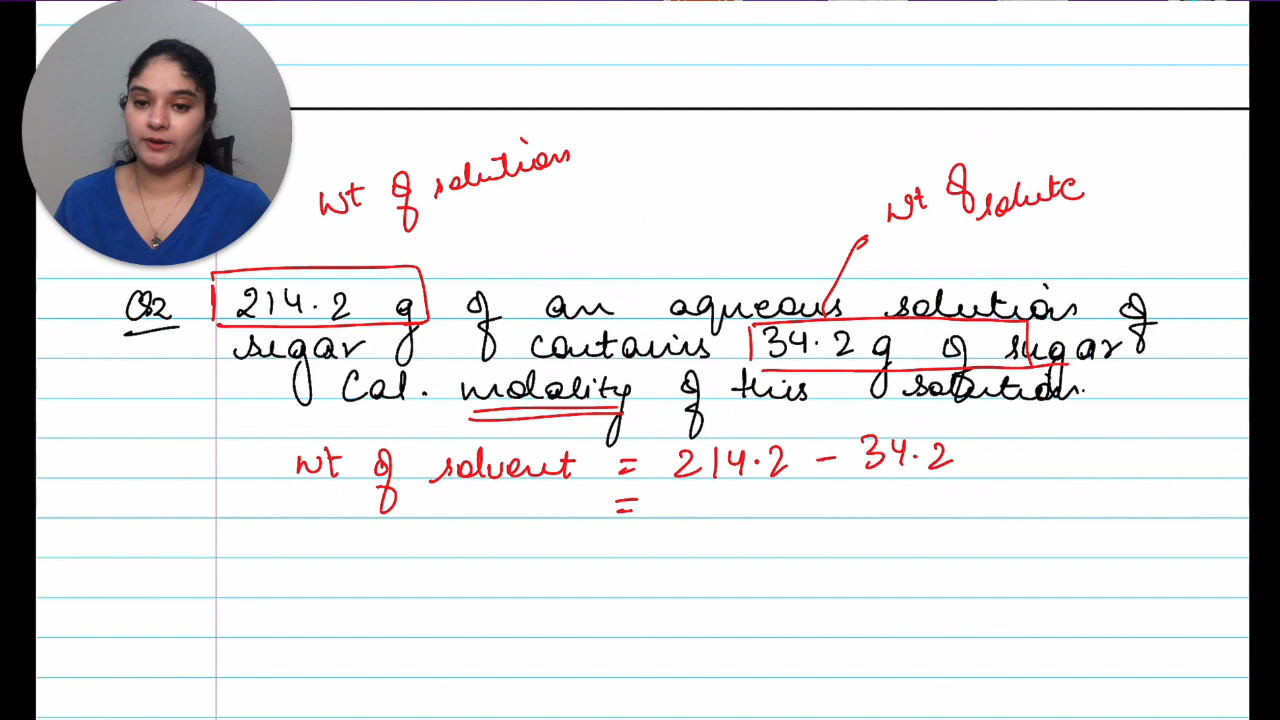 Wt of solution
wt of solute
Q2 214.2 g of an aqueous solution of
sugar contains 34.2 g of sugar
Cal. molality of this solution.
Wt of solvent = 214.2 - 34.2
=